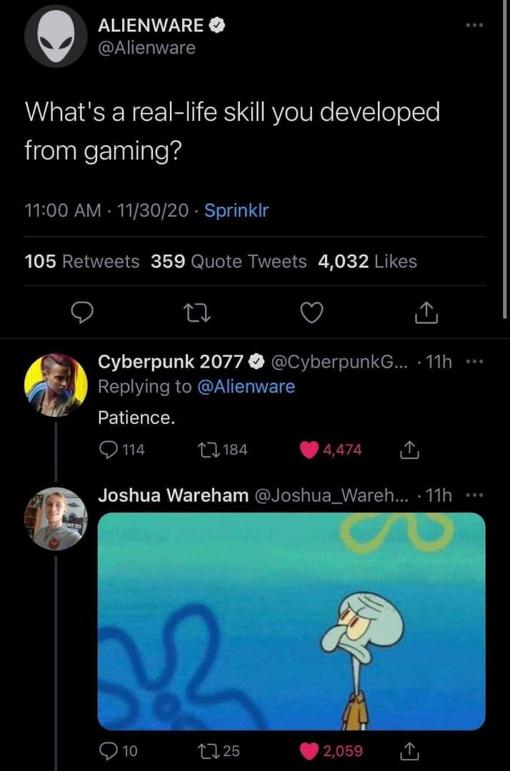 ALIENWARE
@Alienware
What's a real-life skill you developed
from gaming?
11:00 AM · 11/30/20 · Sprinklr
105 Retweets 359 Quote Tweets 4,032 Likes
Cyberpunk 2077 @CyberpunkG... · 11h
Replying to @Alienware
Patience.
114 184 4,474
Joshua Wareham @Joshua_Wareh... · 11h
10 25 2,059